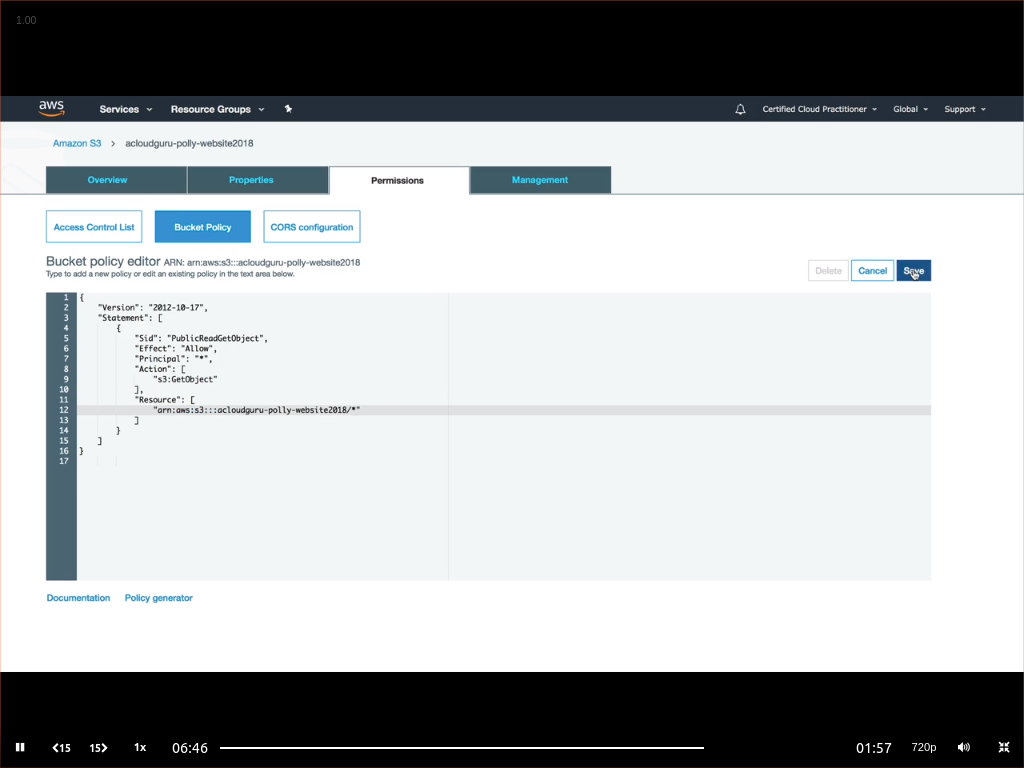 1.00
aws Services Resource Groups Certified Cloud Practitioner Global Support
Amazon S3 > acloudguru-polly-website2018
Overview Properties Permissions Management
Access Control List Bucket Policy CORS configuration
Bucket policy editor ARN: arn:aws:s3:::acloudguru-polly-website2018
Type to add a new policy or edit an existing policy in the text area below.
Delete Cancel Save
1 {
2 "Version": "2012-10-17",
3 "Statement": [
4 {
5 "Sid": "PublicReadGetObject",
6 "Effect": "Allow",
7 "Principal": "*",
8 "Action": [
9 "s3:GetObject"
10 ],
11 "Resource": [
12 "arn:aws:s3:::acloudguru-polly-website2018/*"
13 ]
14 }
15 ]
16 }
17
Documentation Policy generator
15 15 1x 06:46 01:57 720p